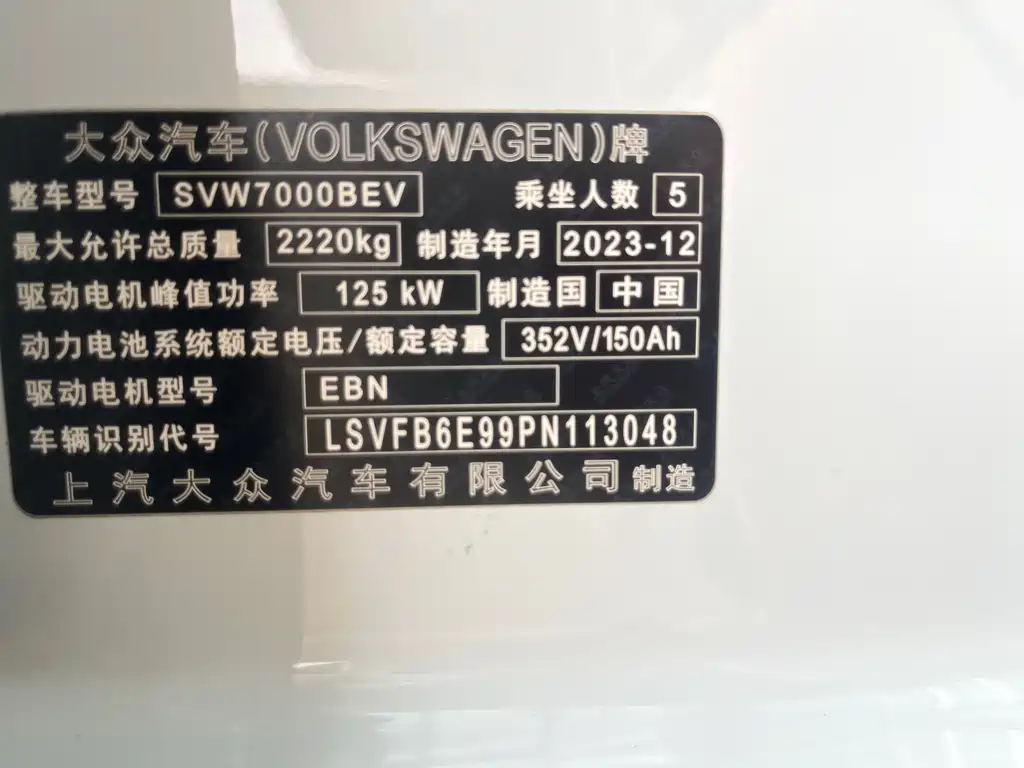 大众汽车(VOLKSWAGEN)牌
整车型号 SVW7000BEV 乘坐人数 5
最大允许总质量 2220kg 制造年月 2023-12
驱动电机峰值功率 125 kW 制造国 中国
动力电池系统额定电压/额定容量 352V/150Ah
驱动电机型号 EBN
车辆识别代号 LSVFB6E99PN113048
上汽大众汽车有限公司制造